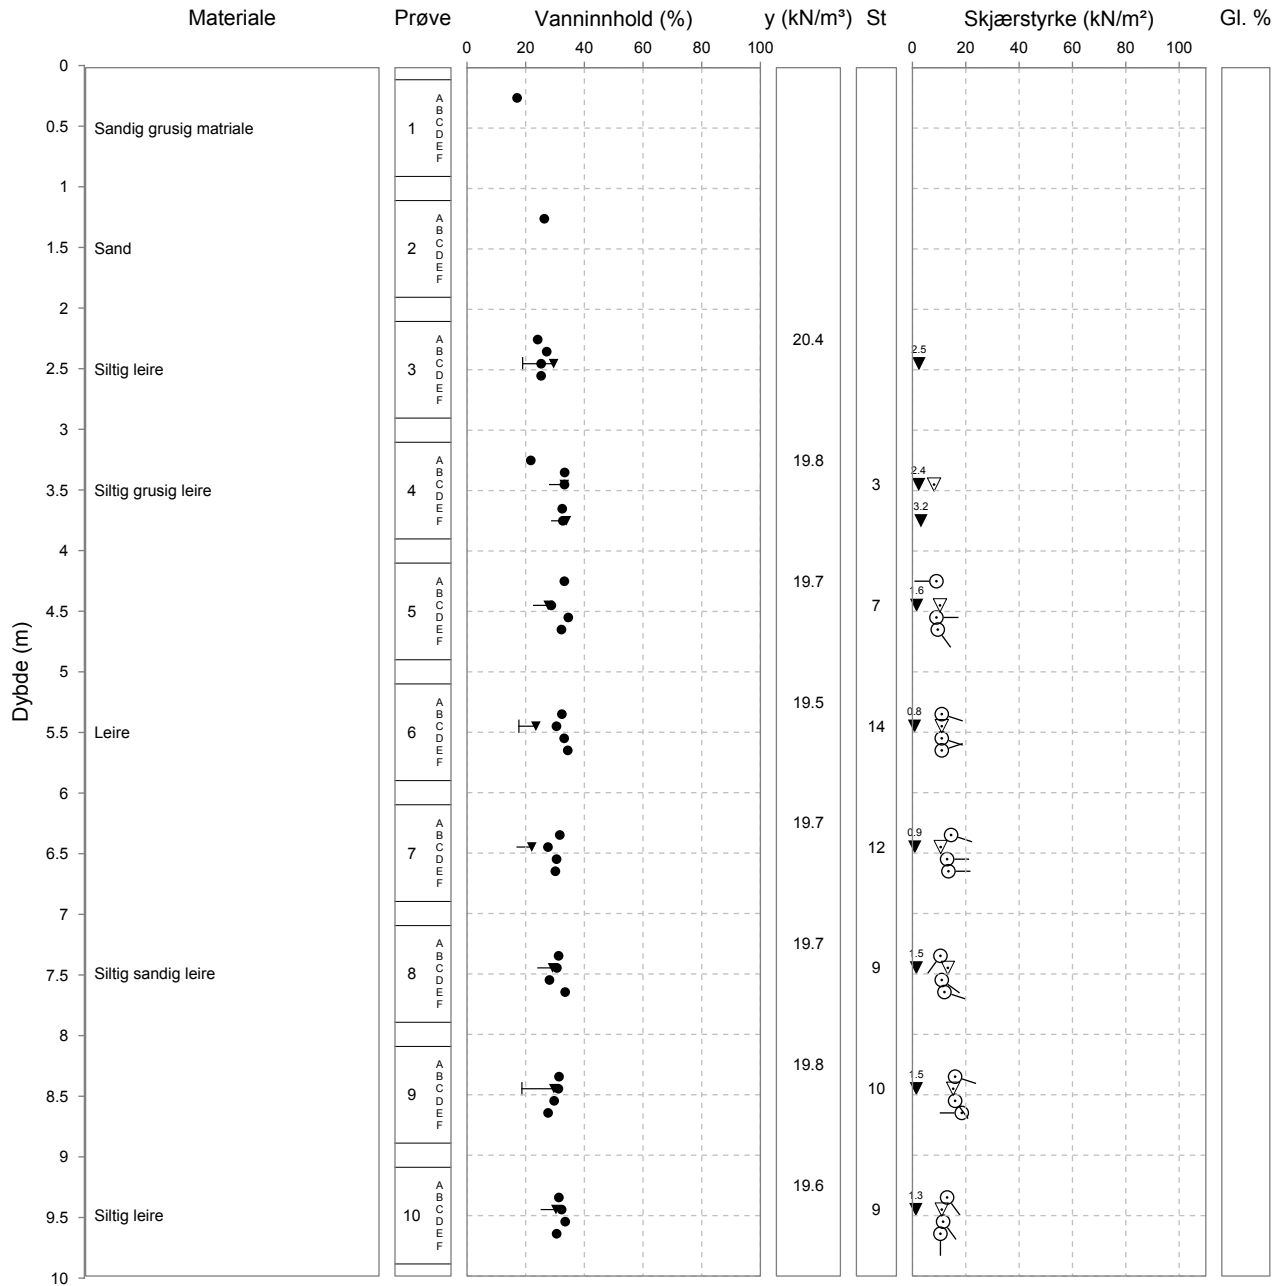 Materiale Prøve Vanninnhold (%) y (kN/m³) St Skjærstyrke (kN/m²) Gl. %
0 20 40 60 80 100 0 20 40 60 80 100
Dybde (m)
0
A
B
C
0.5 Sandig grusig matriale 1
D
E
F
1
A
B
C
1.5 Sand 2
D
E
F
2
A 20.4
B
C 2.5
2.5 Siltig leire 3
D
E
F
3
A 19.8
B
C 2.4
3.5 Siltig grusig leire 4 3
D
E
F 3.2
4
A 19.7
B
C 1.6
4.5 5 7
D
E
F
5
A 19.5
B
C 0.8
5.5 Leire 6 14
D
E
F
6
A 19.7
B
C 0.9
6.5 7 12
D
E
F
7
A 19.7
B
C 1.5
7.5 Siltig sandig leire 8 9
D
E
F
8
A 19.8
B
C 1.5
8.5 9 10
D
E
F
9
A 19.6
B
C 1.3
9.5 Siltig leire 10 9
D
E
F
10